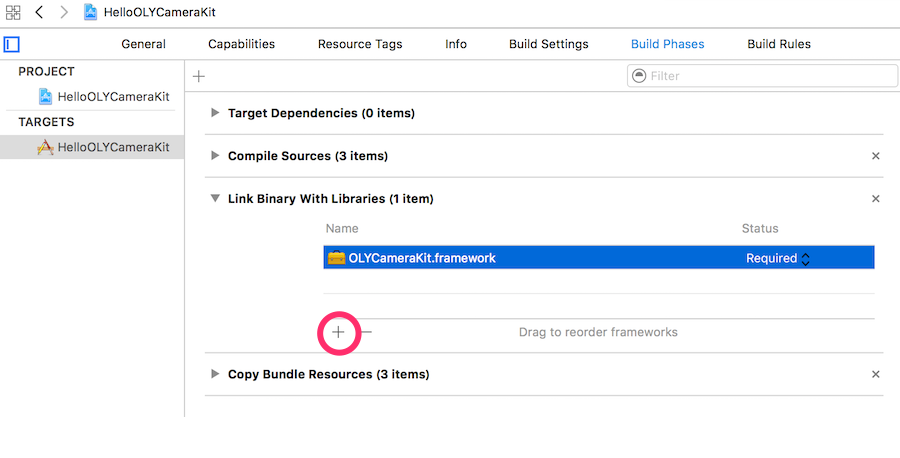 HelloOLYCameraKit
General Capabilities Resource Tags Info Build Settings Build Phases Build Rules
PROJECT
HelloOLYCameraKit
TARGETS
HelloOLYCameraKit
Filter
Target Dependencies (0 items)
Compile Sources (3 items)
Link Binary With Libraries (1 item)
Name Status
OLYCameraKit.framework Required
Drag to reorder frameworks
Copy Bundle Resources (3 items)